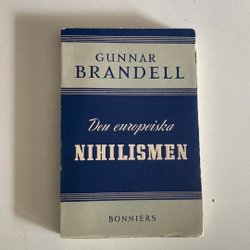 GUNNAR
BRANDELL
Den europeiska
NIHILISMEN
BONNIERS